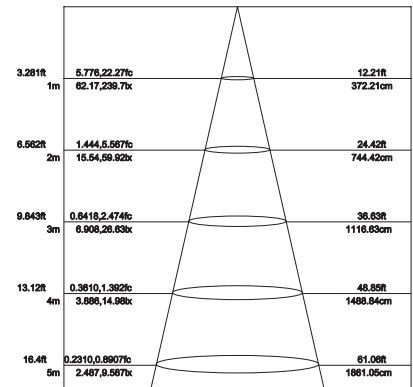 3.281ft 5.776,22.27fc 12.21ft
1m 62.17,239.7lx 372.21cm
6.562ft 1.444,5.567fc 24.42ft
2m 15.54,59.92lx 744.42cm
9.843ft 0.6418,2.474fc 36.63ft
3m 6.908,26.63lx 1116.63cm
13.12ft 0.3610,1.392fc 48.85ft
4m 3.886,14.98lx 1488.84cm
16.4ft 0.2310,0.8907fc 61.06ft
5m 2.487,9.587lx 1861.05cm